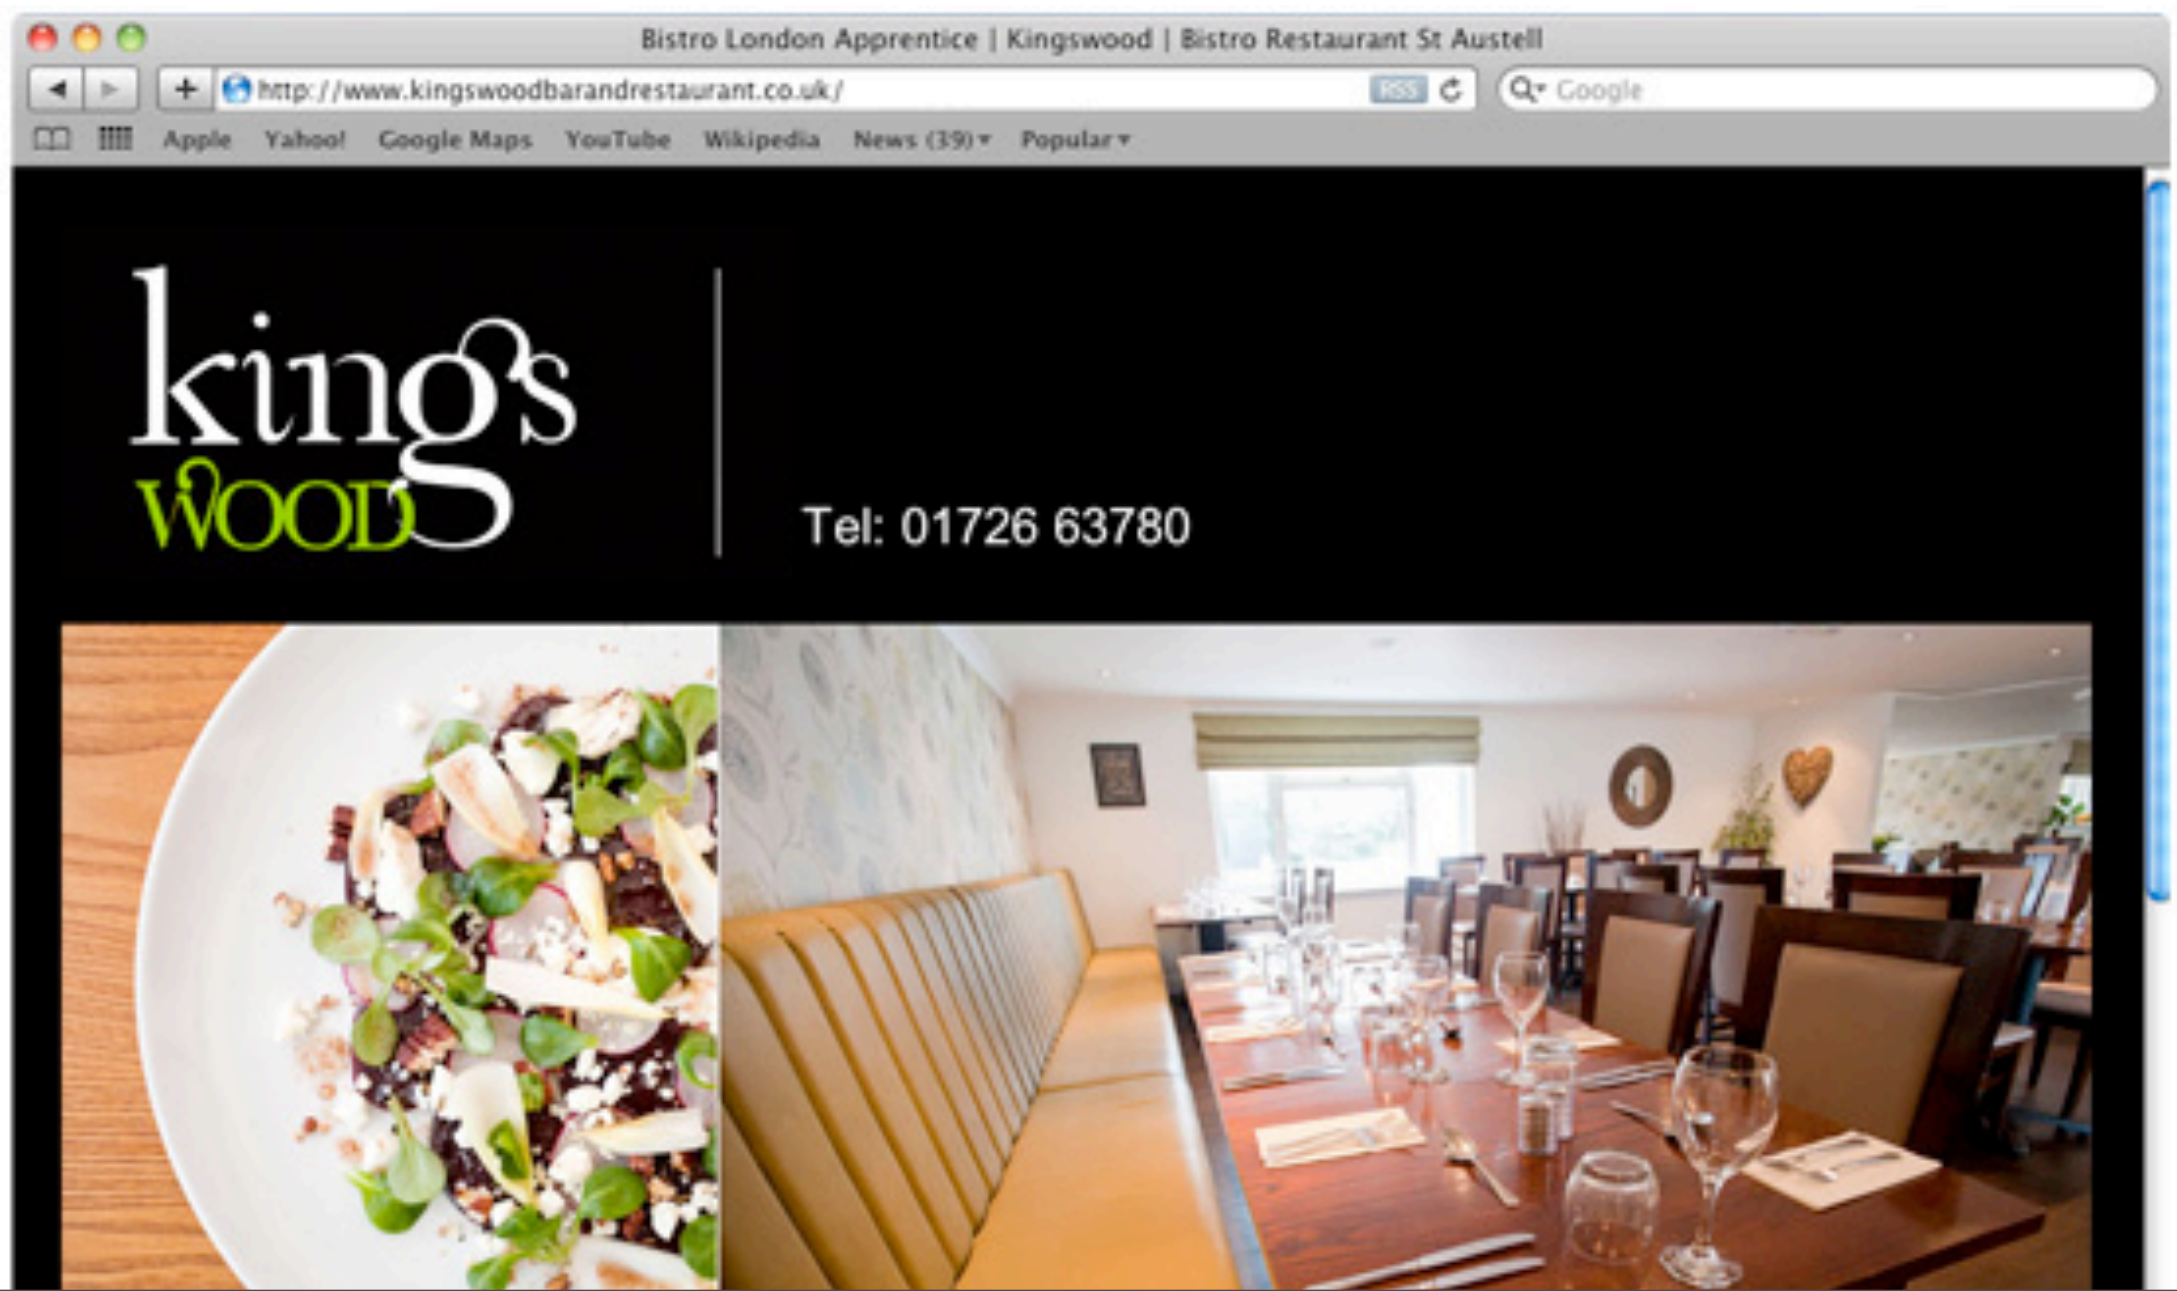 Bistro London Apprentice | Kingswood | Bistro Restaurant St Austell
http://www.kingswoodbarandrestaurant.co.uk/ RSS Google
Apple Yahoo! Google Maps YouTube Wikipedia News (39) Popular
king's
WOOD
Tel: 01726 63780